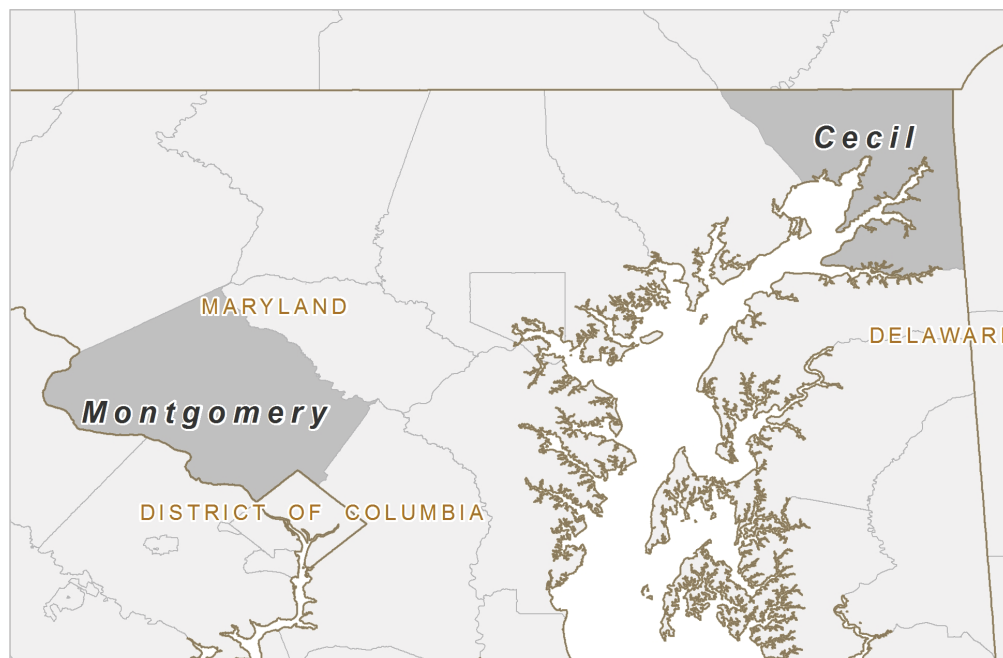 Cecil
MARYLAND
DELAWARE
Montgomery
DISTRICT OF COLUMBIA